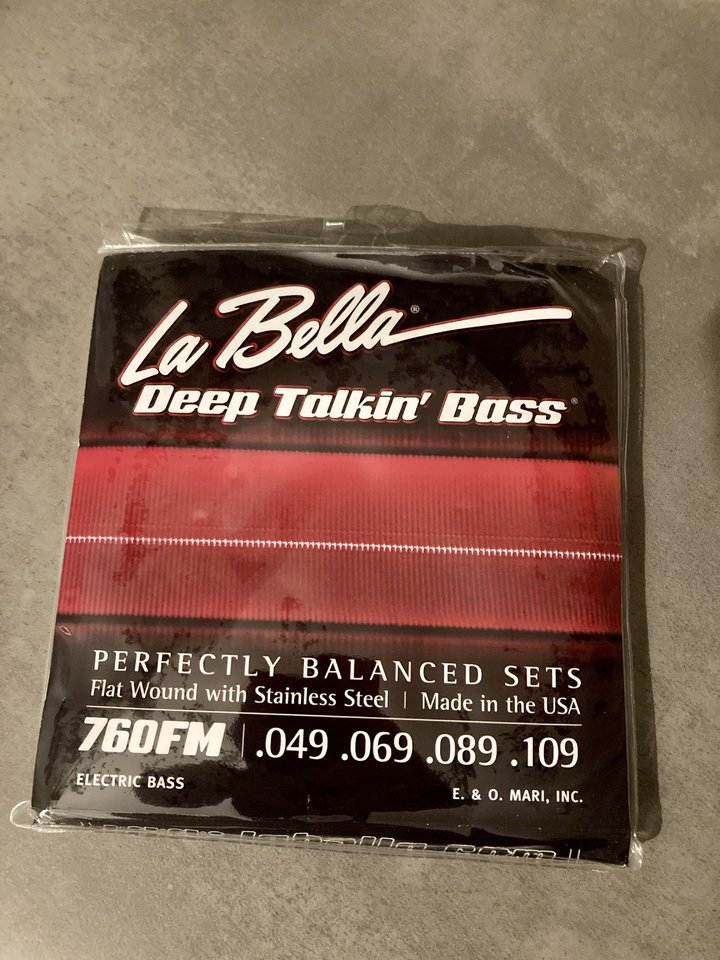 La Bella®
Deep Talkin' Bass®
PERFECTLY BALANCED SETS
Flat Wound with Stainless Steel | Made in the USA
760FM | .049 .069 .089 .109
ELECTRIC BASS
E. & O. MARI, INC.